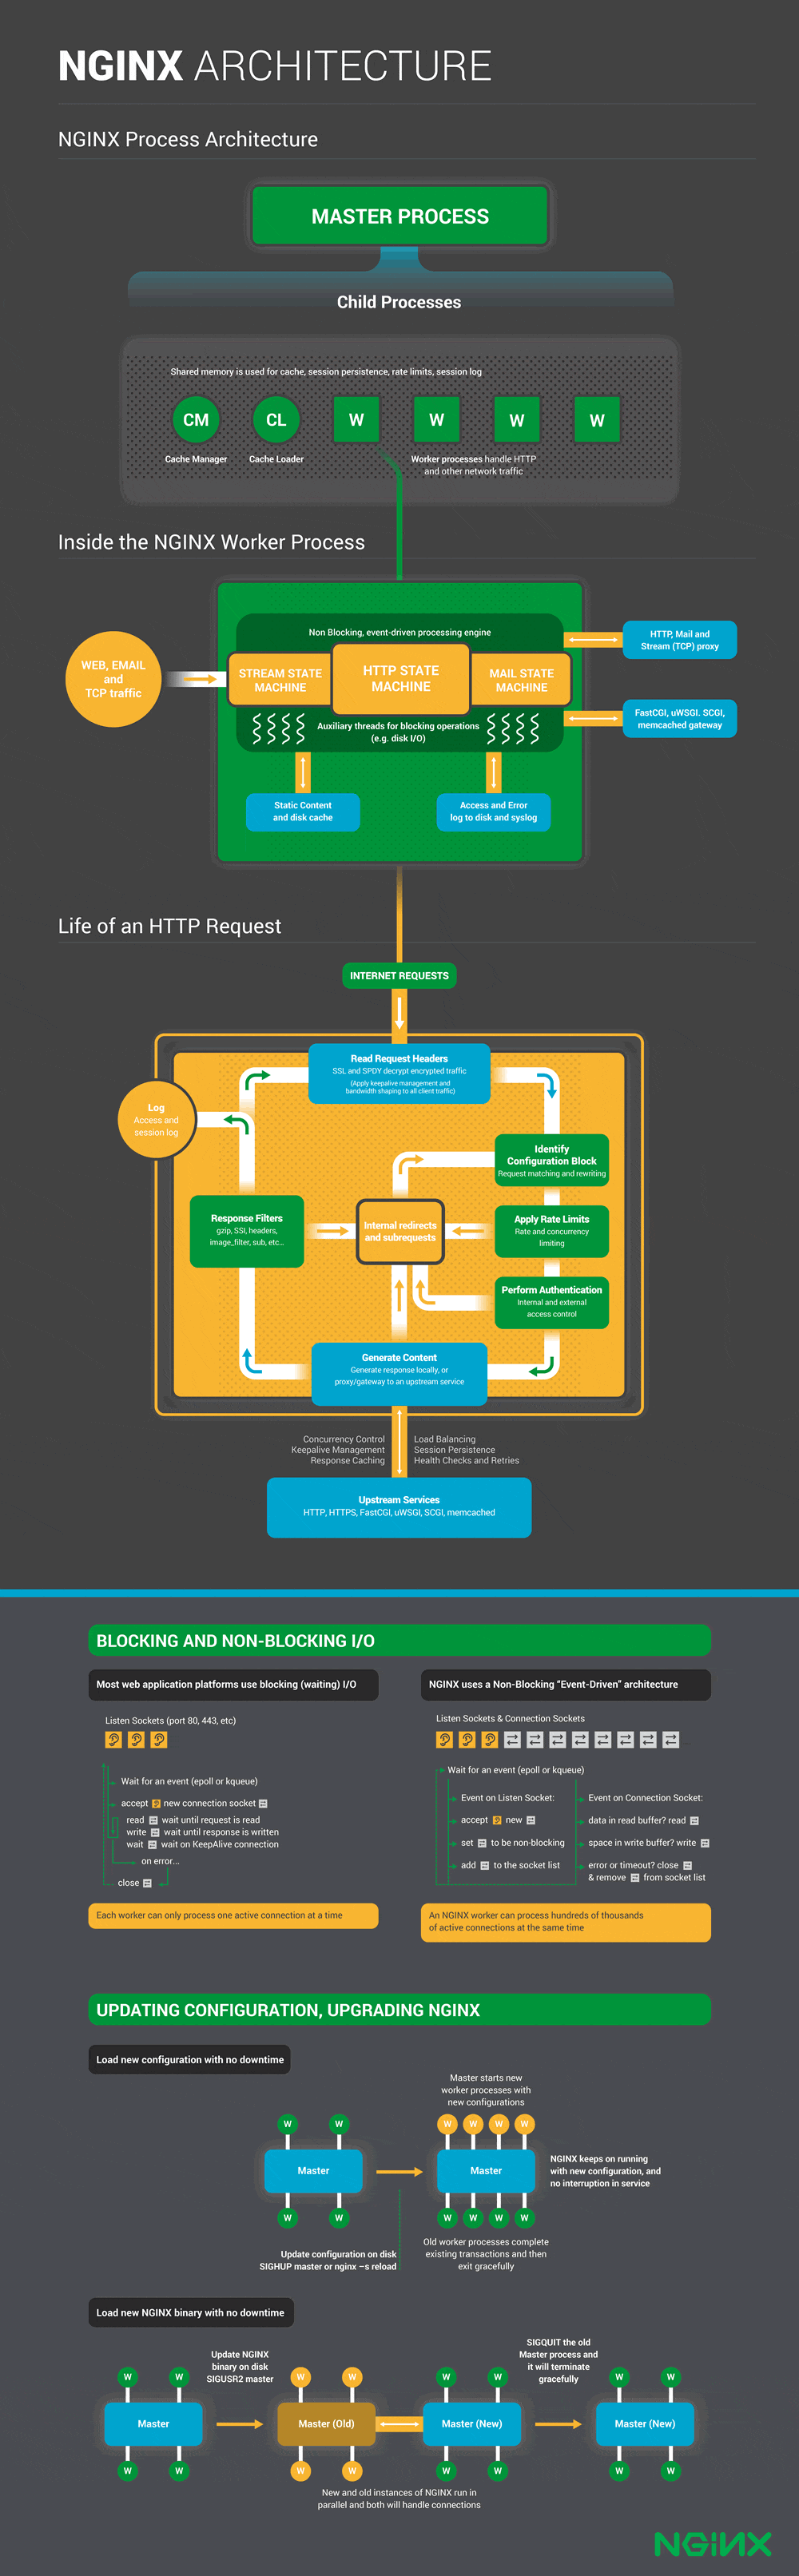 NGINX ARCHITECTURE
NGINX Process Architecture
MASTER PROCESS
Child Processes
Shared memory is used for cache, session persistence, rate limits, session log
CM
CL
W
W
W
W
Cache Manager
Cache Loader
Worker processes handle HTTP
and other network traffic
Inside the NGINX Worker Process
Non Blocking, event-driven processing engine
HTTP, Mail and
Stream (TCP) proxy
WEB, EMAIL
and
TCP traffic
STREAM STATE
MACHINE
HTTP STATE
MACHINE
MAIL STATE
MACHINE
FastCGI, uWSGI. SCGI,
memcached gateway
Auxiliary threads for blocking operations
(e.g. disk I/O)
Static Content
and disk cache
Access and Error
log to disk and syslog
Life of an HTTP Request
INTERNET REQUESTS
Read Request Headers
SSL and SPDY decrypt encrypted traffic
(Apply keepalive management and
bandwidth shaping to all client traffic)
Log
Access and
session log
Identify
Configuration Block
Request matching and rewriting
Response Filters
gzip, SSI, headers,
image_filter, sub, etc...
Internal redirects
and subrequests
Apply Rate Limits
Rate and concurrency
limiting
Perform Authentication
Internal and external
access control
Generate Content
Generate response locally, or
proxy/gateway to an upstream service
Concurrency Control
Keepalive Management
Response Caching
Load Balancing
Session Persistence
Health Checks and Retries
Upstream Services
HTTP, HTTPS, FastCGI, uWSGI, SCGI, memcached
BLOCKING AND NON-BLOCKING I/O
Most web application platforms use blocking (waiting) I/O
Listen Sockets (port 80, 443, etc)
Wait for an event (epoll or kqueue)
accept new connection socket
read wait until request is read
write wait until response is written
wait wait on KeepAlive connection
on error...
close
Each worker can only process one active connection at a time
NGINX uses a Non-Blocking “Event-Driven” architecture
Listen Sockets & Connection Sockets
Wait for an event (epoll or kqueue)
Event on Listen Socket:
accept new
set to be non-blocking
add to the socket list
Event on Connection Socket:
data in read buffer? read
space in write buffer? write
error or timeout? close
& remove from socket list
An NGINX worker can process hundreds of thousands
of active connections at the same time
UPDATING CONFIGURATION, UPGRADING NGINX
Load new configuration with no downtime
Master starts new
worker processes with
new configurations
W
W
W
W
W
W
Master
Master
NGINX keeps on running
with new configuration, and
no interruption in service
W
W
W
W
W
W
Update configuration on disk
SIGHUP master or nginx –s reload
Old worker processes complete
existing transactions and then
exit gracefully
Load new NGINX binary with no downtime
Update NGINX
binary on disk
SIGUSR2 master
SIGQUIT the old
Master process and
it will terminate
gracefully
W
W
W
W
W
W
W
W
Master
Master (Old)
Master (New)
Master (New)
W
W
W
W
W
W
W
W
New and old instances of NGINX run in
parallel and both will handle connections
NGiNX